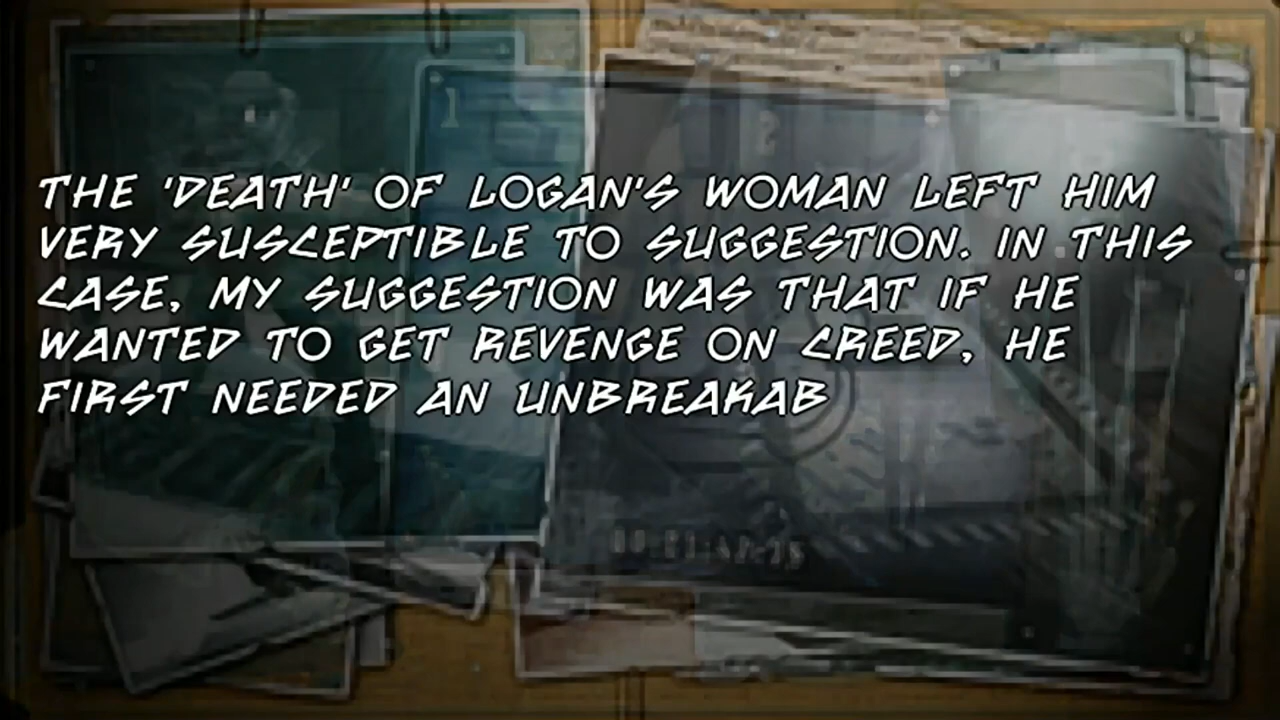 THE 'DEATH' OF LOGAN'S WOMAN LEFT HIM
VERY SUSCEPTIBLE TO SUGGESTION. IN THIS
CASE, MY SUGGESTION WAS THAT IF HE
WANTED TO GET REVENGE ON CREED, HE
FIRST NEEDED AN UNBREAKAB